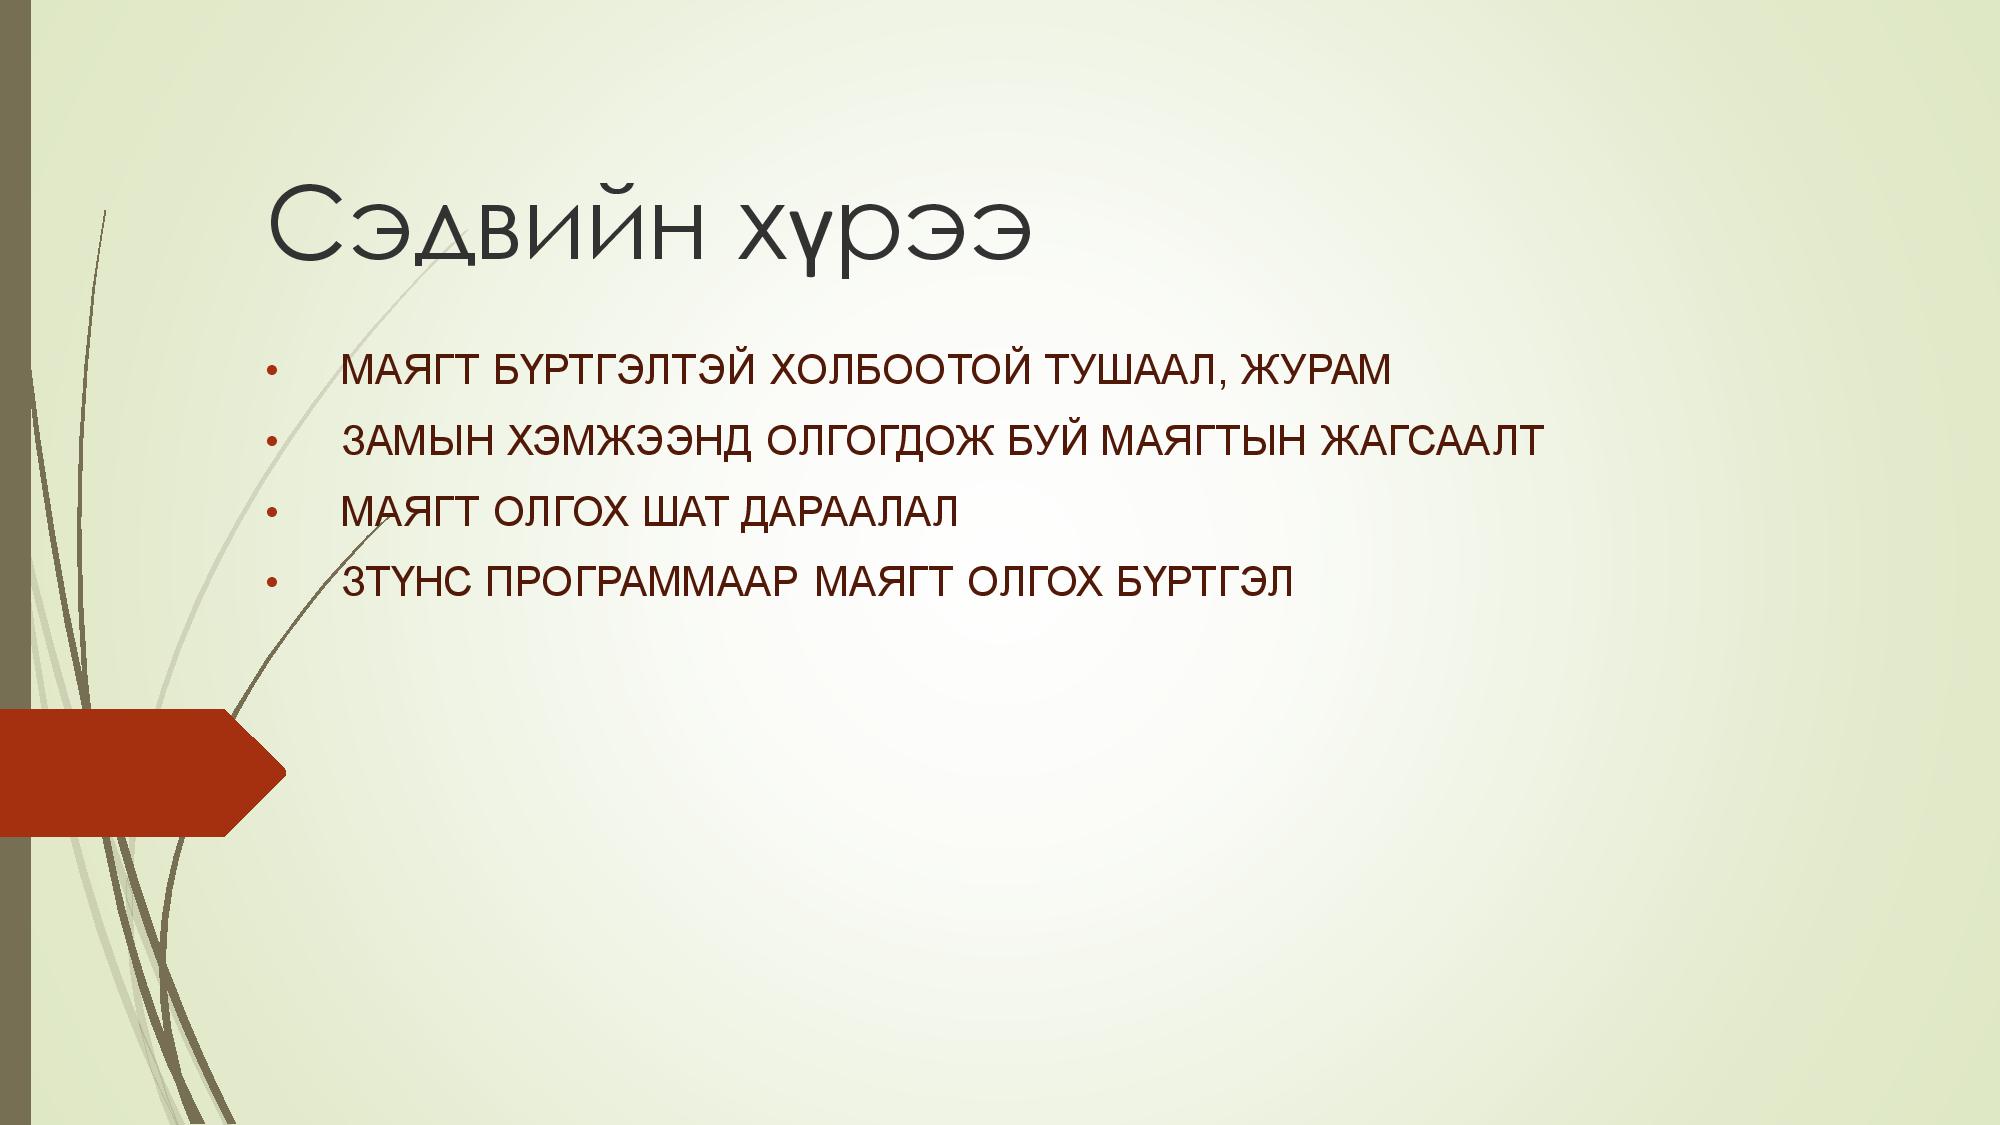 Сэдвийн хүрээ
• МАЯГТ БҮРТГЭЛТЭЙ ХОЛБООТОЙ ТУШААЛ, ЖУРАМ
• ЗАМЫН ХЭМЖЭЭНД ОЛГОГДОЖ БУЙ МАЯГТЫН ЖАГСААЛТ
• МАЯГТ ОЛГОХ ШАТ ДАРААЛАЛ
• ЗТҮНС ПРОГРАММААР МАЯГТ ОЛГОХ БҮРТГЭЛ